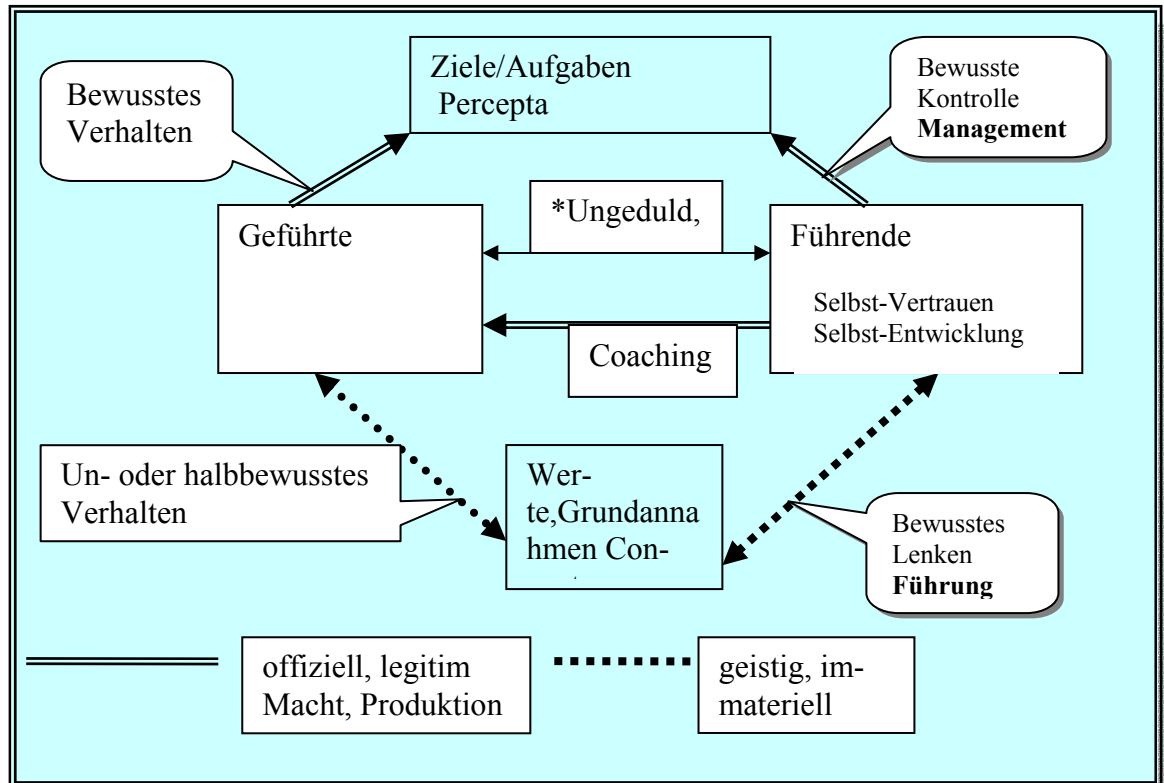 Ziele/Aufgaben
Percepta
Bewusstes
Verhalten
Bewusste
Kontrolle
Management
Geführte
*Ungeduld,
Führende
Selbst-Vertrauen
Selbst-Entwicklung
Coaching
Un- oder halbbewusstes
Verhalten
Wer-
te,Grundanna
hmen Con-
Bewusstes
Lenken
Führung
offiziell, legitim
Macht, Produktion
geistig, im-
materiell